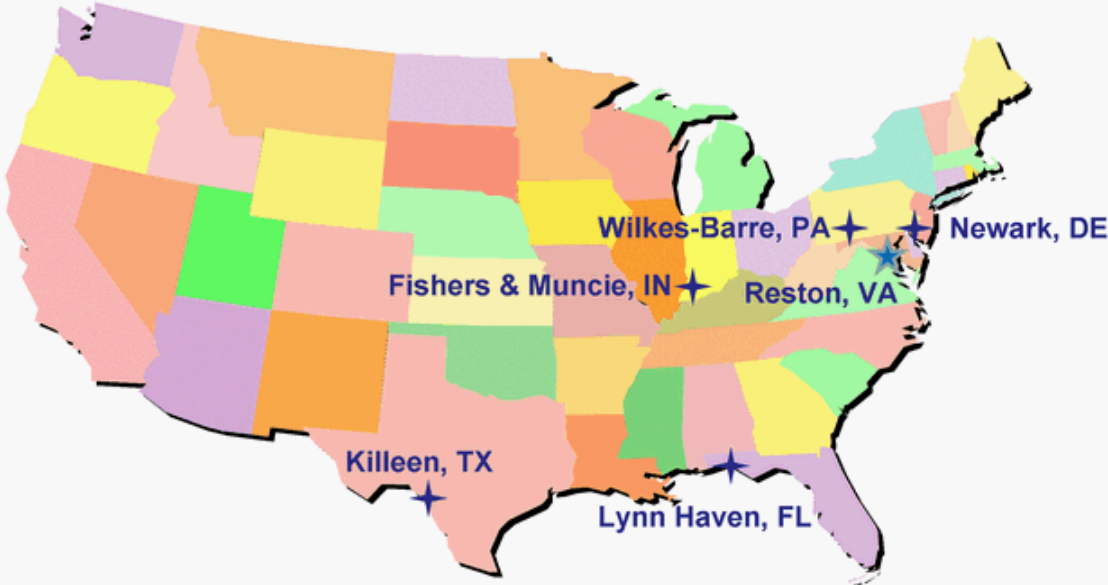 Wilkes-Barre, PA
Newark, DE
Fishers & Muncie, IN
Reston, VA
Killeen, TX
Lynn Haven, FL